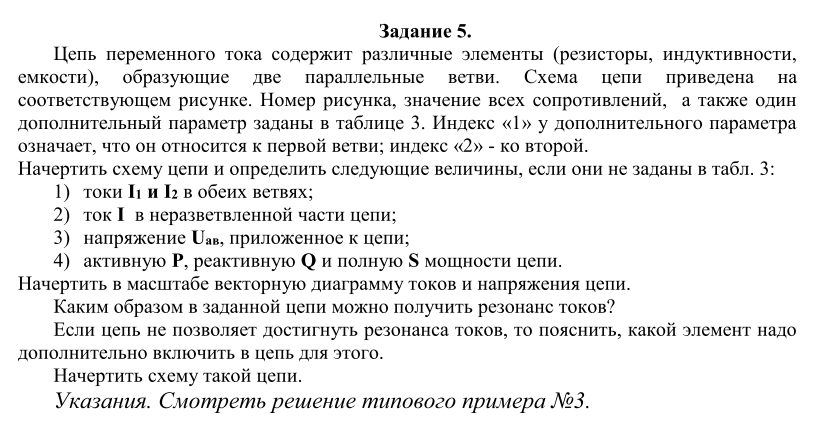 Задание 5.
Цепь переменного тока содержит различные элементы (резисторы, индуктивности,
емкости), образующие две параллельные ветви. Схема цепи приведена на
соответствующем рисунке. Номер рисунка, значение всех сопротивлений, а также один
дополнительный параметр заданы в таблице 3. Индекс «1» у дополнительного параметра
означает, что он относится к первой ветви; индекс «2» - ко второй.
Начертить схему цепи и определить следующие величины, если они не заданы в табл. 3:
1) токи I₁ и I₂ в обеих ветвях;
2) ток I в неразветвленной части цепи;
3) напряжение Uав, приложенное к цепи;
4) активную P, реактивную Q и полную S мощности цепи.
Начертить в масштабе векторную диаграмму токов и напряжения цепи.
Каким образом в заданной цепи можно получить резонанс токов?
Если цепь не позволяет достигнуть резонанса токов, то пояснить, какой элемент надо
дополнительно включить в цепь для этого.
Начертить схему такой цепи.
Указания. Смотреть решение типового примера №3.